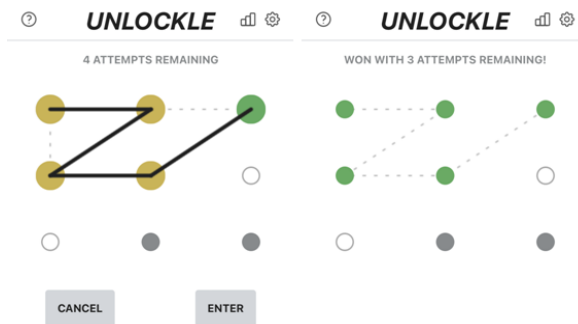 UNLOCKLE
4 ATTEMPTS REMAINING
CANCEL
ENTER
UNLOCKLE
WON WITH 3 ATTEMPTS REMAINING!